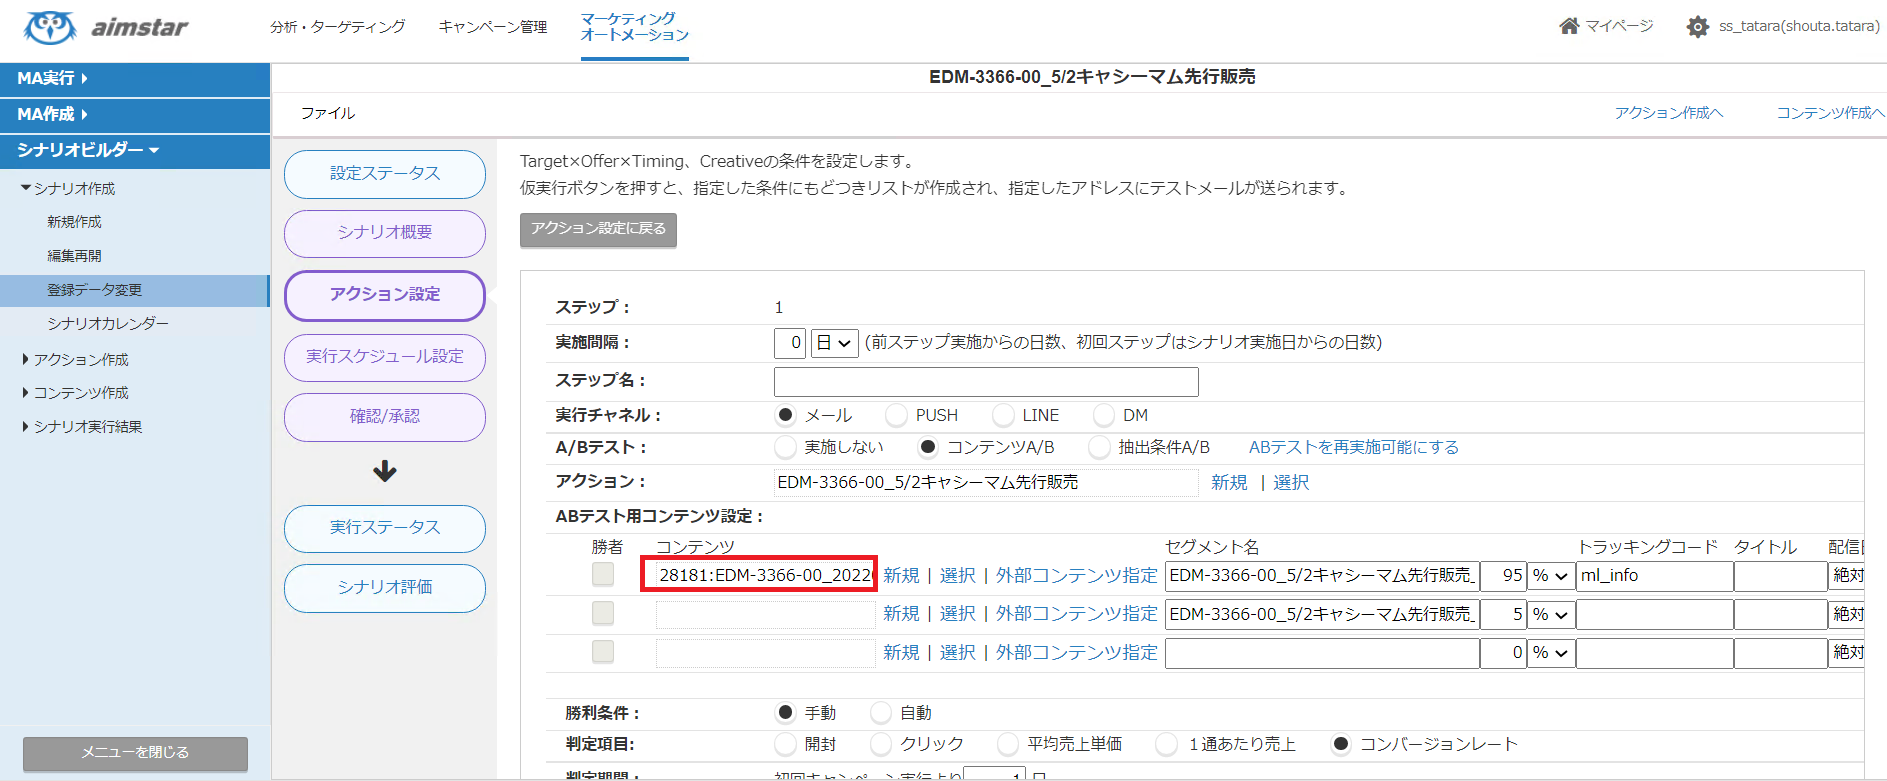 aimstar
分析・ターゲティング
キャンペーン管理
マーケティング
オートメーション
マイページ
ss_tatara(shouta.tatara)
MA実行
MA作成
シナリオビルダー
シナリオ作成
新規作成
編集再開
登録データ変更
シナリオカレンダー
アクション作成
コンテンツ作成
シナリオ実行結果
メニューを閉じる
EDM-3366-00_5/2キャシーマム先行販売
ファイル
アクション作成へ
コンテンツ作成へ
設定ステータス
シナリオ概要
アクション設定
実行スケジュール設定
確認/承認
実行ステータス
シナリオ評価
Target×Offer×Timing、Creativeの条件を設定します。
仮実行ボタンを押すと、指定した条件にもどつきリストが作成され、指定したアドレスにテストメールが送られます。
アクション設定に戻る
ステップ： 1
実施間隔： 0 日 (前ステップ実施からの日数、初回ステップはシナリオ実施日からの日数)
ステップ名：
実行チャネル： メール PUSH LINE DM
A/Bテスト： 実施しない コンテンツA/B 抽出条件A/B ABテストを再実施可能にする
アクション： EDM-3366-00_5/2キャシーマム先行販売 新規 | 選択
ABテスト用コンテンツ設定：
勝者 コンテンツ セグメント名 トラッキングコード タイトル 配信
28181:EDM-3366-00_2022 新規 | 選択 | 外部コンテンツ指定 EDM-3366-00_5/2キャシーマム先行販売_ 95 % ml_info 絶対
新規 | 選択 | 外部コンテンツ指定 EDM-3366-00_5/2キャシーマム先行販売_ 5 % 絶対
新規 | 選択 | 外部コンテンツ指定 0 % 絶対
勝利条件： 手動 自動
判定項目: 開封 クリック 平均売上単価 １通あたり売上 コンバージョンレート
判定期間： 初回キャンペーン実行より 1 日